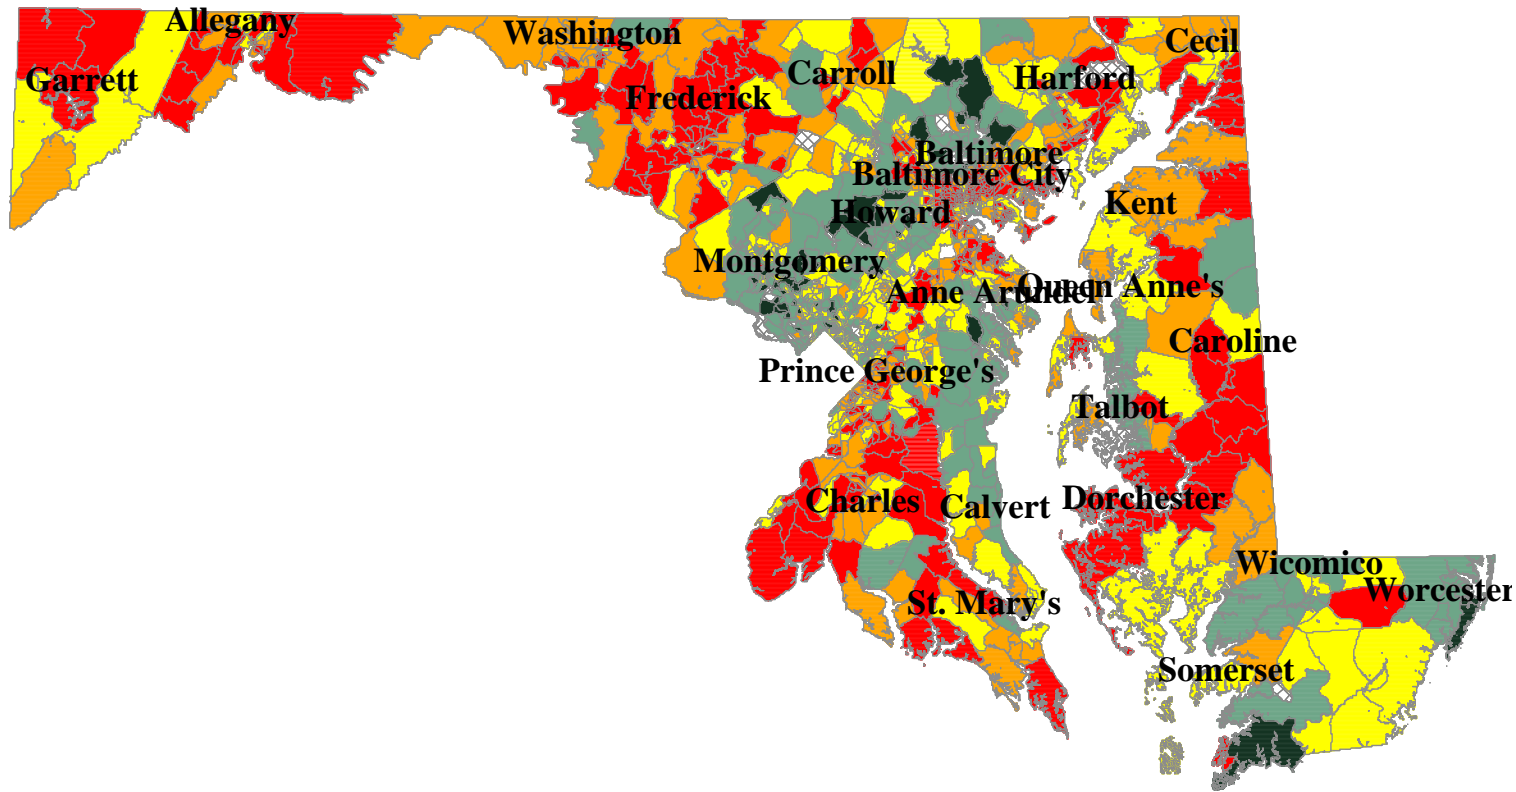 Allegany
Washington
Cecil
Garrett
Carroll
Harford
Frederick
Baltimore
Baltimore City
Kent
Howard
Montgomery
Anne Arundel
Queen Anne's
Caroline
Prince George's
Talbot
Charles
Calvert
Dorchester
Wicomico
Worcester
St. Mary's
Somerset